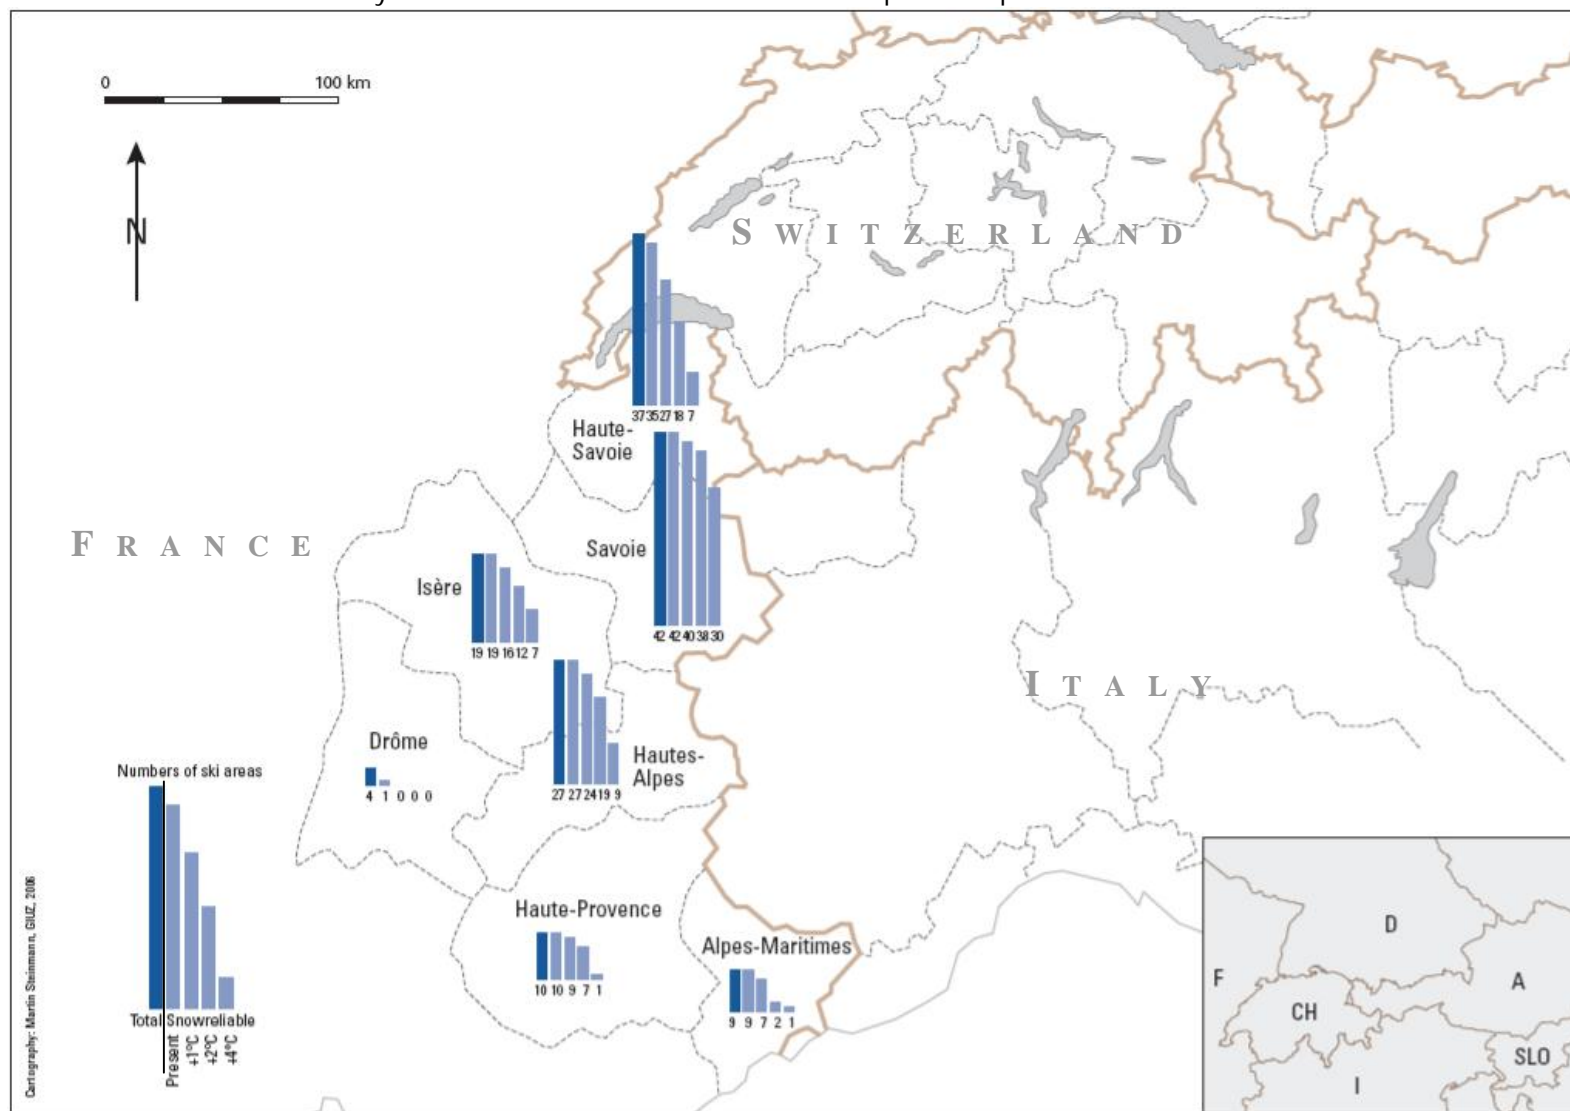 0 100 km
N
SWITZERLAND
37 35 27 18 7
Haute-
Savoie
FRANCE
Savoie
42 42 40 38 30
Isère
19 19 16 12 7
ITALY
Drôme
4 1 0 0 0
Hautes-
Alpes
27 27 24 19 9
Numbers of ski areas
Total Snowreliable
Present
+1°C
+2°C
+4°C
Haute-Provence
10 10 9 7 1
Alpes-Maritimes
9 9 7 2 1
Cartography: Martin Steinmann, GIUZ, 2006
D
F
A
CH
SLO
I